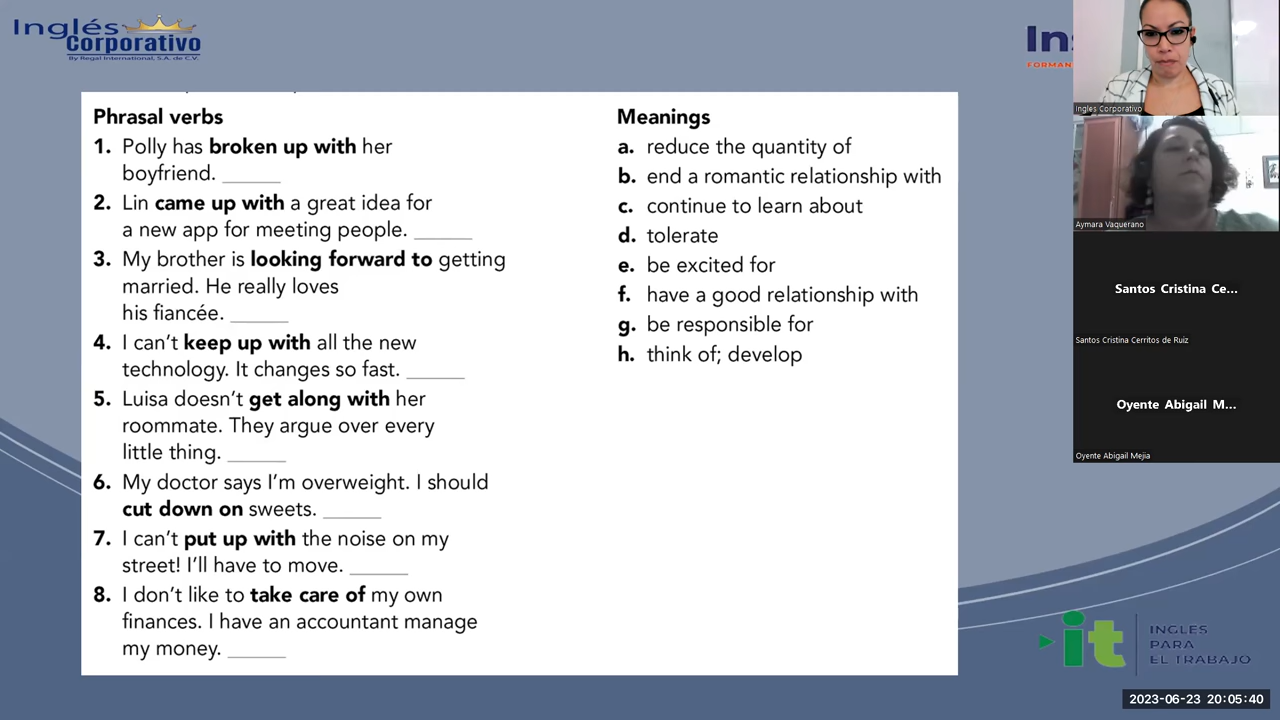 Inglés
Corporativo
By Regal International, S.A. de C.V.
Phrasal verbs
1. Polly has broken up with her
boyfriend. ______
2. Lin came up with a great idea for
a new app for meeting people. ______
3. My brother is looking forward to getting
married. He really loves
his fiancée. ______
4. I can't keep up with all the new
technology. It changes so fast. ______
5. Luisa doesn't get along with her
roommate. They argue over every
little thing. ______
6. My doctor says I'm overweight. I should
cut down on sweets. ______
7. I can't put up with the noise on my
street! I'll have to move. ______
8. I don't like to take care of my own
finances. I have an accountant manage
my money. ______
Meanings
a. reduce the quantity of
b. end a romantic relationship with
c. continue to learn about
d. tolerate
e. be excited for
f. have a good relationship with
g. be responsible for
h. think of; develop
Ins
FORMAN
ingles Corporativo
Aymara Vaquerano
Santos Cristina Ce...
Santos Cristina Cerritos de Ruiz
Oyente Abigail M...
Oyente Abigail Mejia
it
INGLES
PARA
EL TRABAJO
2023-06-23 20:05:40